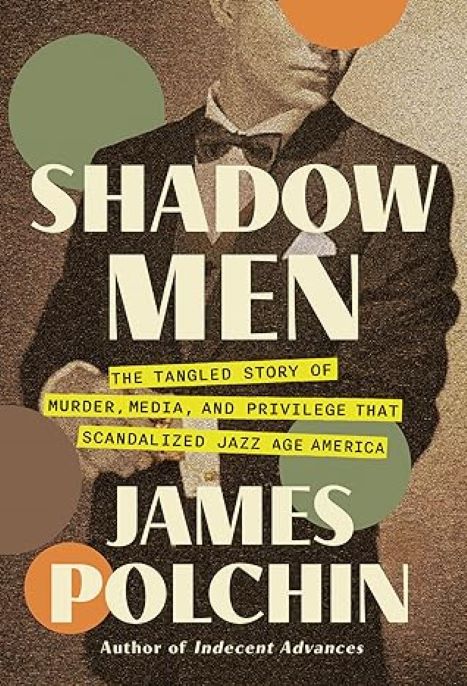 SHADOW
MEN
THE TANGLED STORY OF
MURDER, MEDIA, AND PRIVILEGE THAT
SCANDALIZED JAZZ AGE AMERICA
JAMES
POLCHIN
Author of Indecent Advances